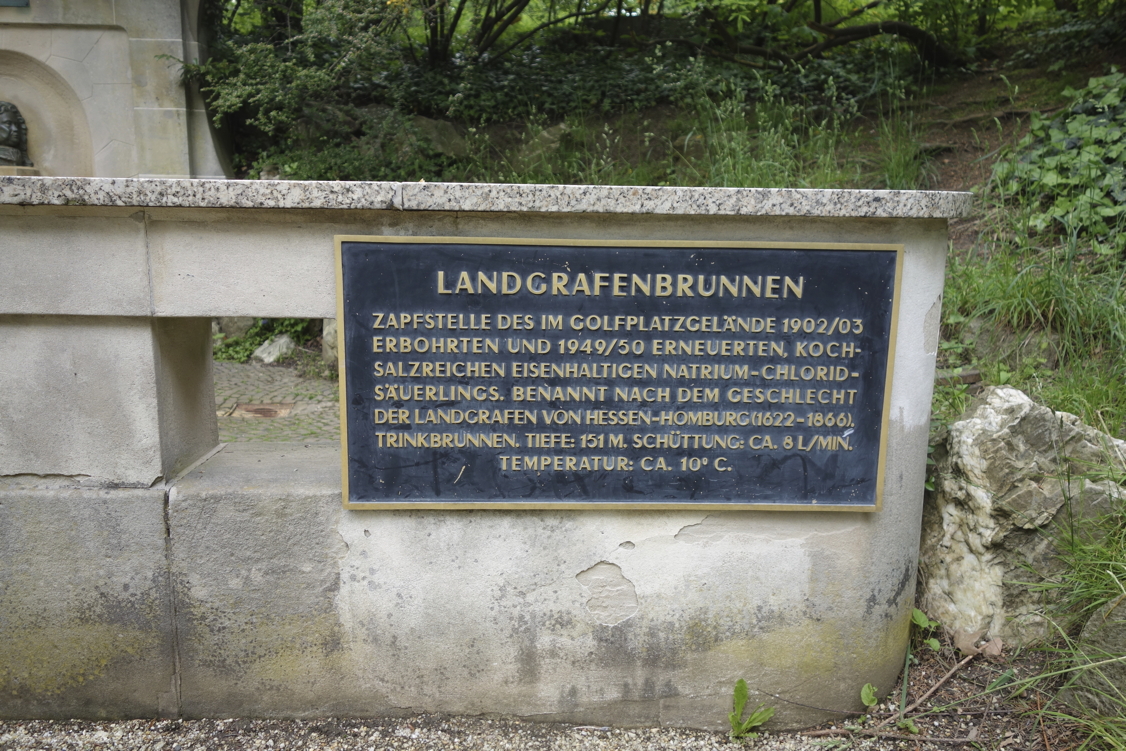 LANDGRAFENBRUNNEN
ZAPFSTELLE DES IM GOLFPLATZGELÄNDE 1902/03
ERBOHRTEN UND 1949/50 ERNEUERTEN, KOCH-
SALZREICHEN EISENHALTIGEN NATRIUM-CHLORID-
SÄUERLINGS. BENANNT NACH DEM GESCHLECHT
DER LANDGRAFEN VON HESSEN-HOMBURG (1622-1866).
TRINKBRUNNEN. TIEFE: 151 M. SCHÜTTUNG: CA. 8 L/MIN.
TEMPERATUR: CA. 10° C.